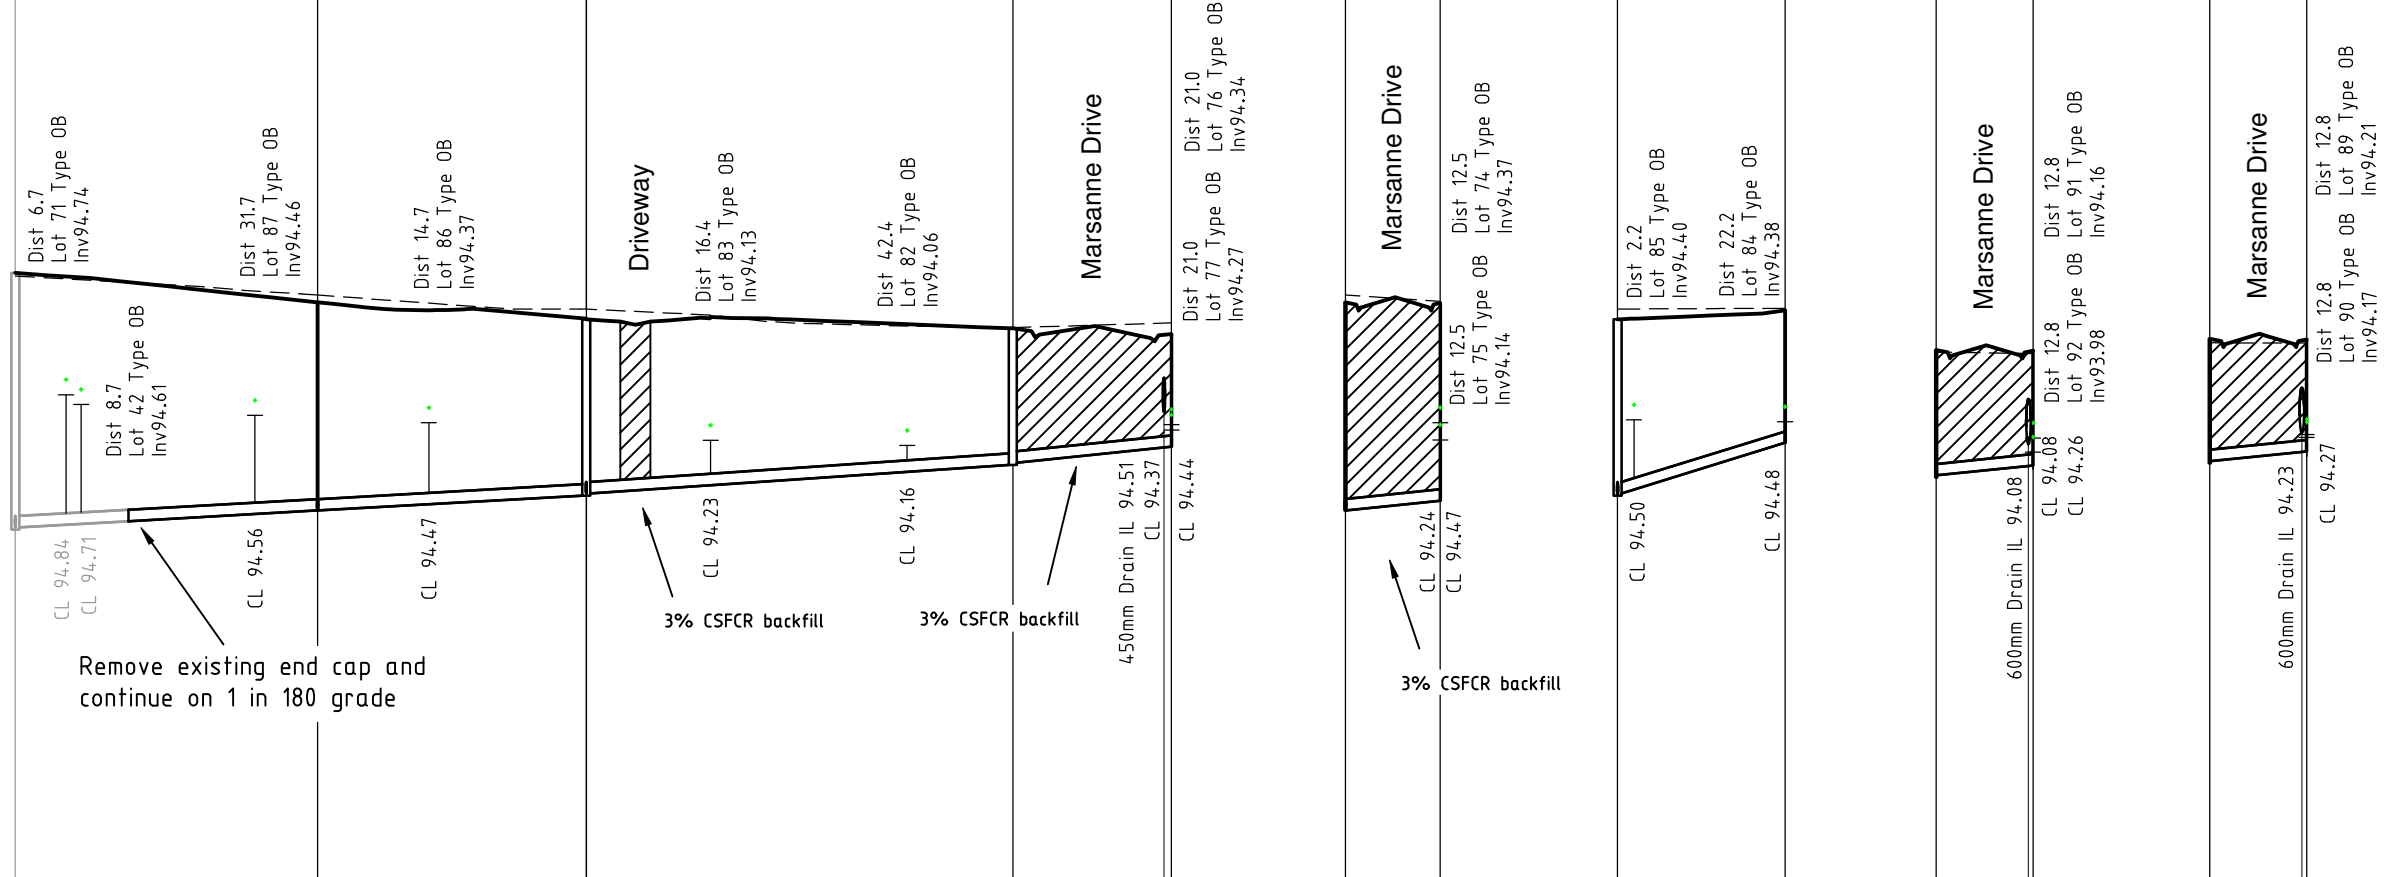 Dist 6.7
Lot 71 Type OB
Inv94.74
Dist 8.7
Lot 42 Type OB
Inv94.61
Dist 31.7
Lot 87 Type OB
Inv94.46
Dist 14.7
Lot 86 Type OB
Inv94.37
Driveway
Dist 16.4
Lot 83 Type OB
Inv94.13
Dist 42.4
Lot 82 Type OB
Inv94.06
Marsanne Drive
Dist 21.0
Lot 76 Type OB
Inv94.34
Dist 21.0
Lot 77 Type OB
Inv94.27
Marsanne Drive
Dist 12.5
Lot 74 Type OB
Inv94.37
Dist 12.5
Lot 75 Type OB
Inv94.14
Dist 2.2
Lot 85 Type OB
Inv94.40
Dist 22.2
Lot 84 Type OB
Inv94.38
Marsanne Drive
Dist 12.8
Lot 91 Type OB
Inv94.16
Dist 12.8
Lot 92 Type OB
Inv93.98
Marsanne Drive
Dist 12.8
Lot 89 Type OB
Inv94.21
Dist 12.8
Lot 90 Type OB
Inv94.17
CL 94.84
CL 94.71
CL 94.56
CL 94.47
CL 94.23
CL 94.16
450mm Drain IL 94.51
CL 94.37
CL 94.44
CL 94.24
CL 94.47
CL 94.50
CL 94.48
600mm Drain IL 94.08
CL 94.08
CL 94.26
600mm Drain IL 94.23
CL 94.27
Remove existing end cap and
continue on 1 in 180 grade
3% CSFCR backfill
3% CSFCR backfill
3% CSFCR backfill